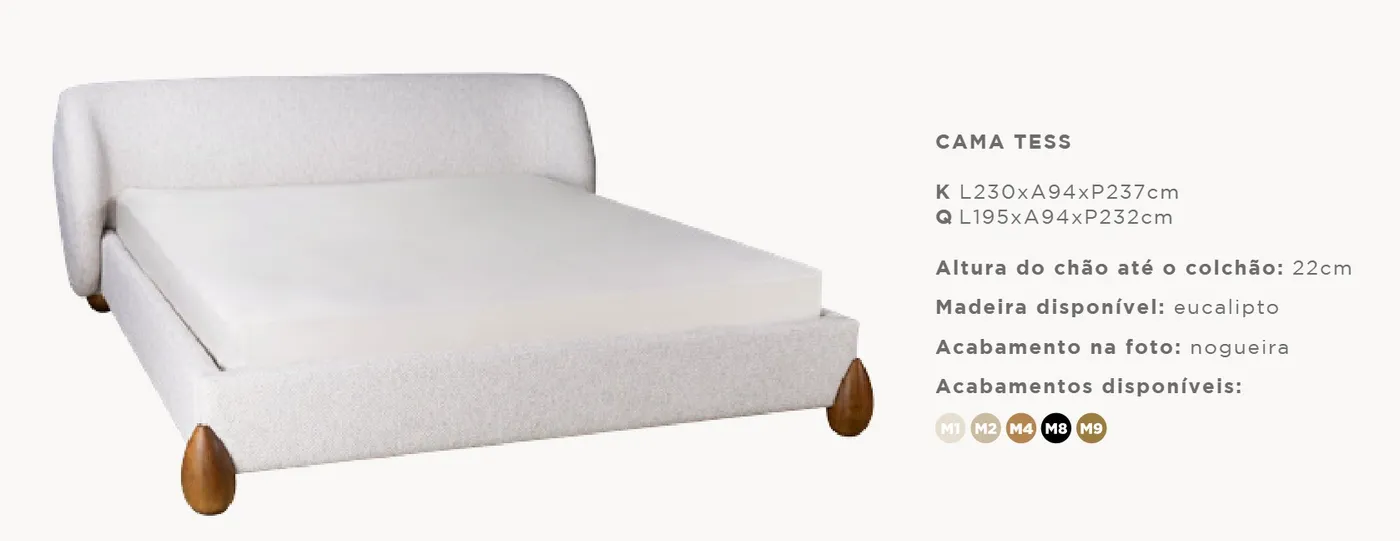 CAMA TESS
K L230xA94xP237cm
Q L195xA94xP232cm
Altura do chão até o colchão: 22cm
Madeira disponível: eucalipto
Acabamento na foto: nogueira
Acabamentos disponíveis:
M1 M2 M4 M8 M9